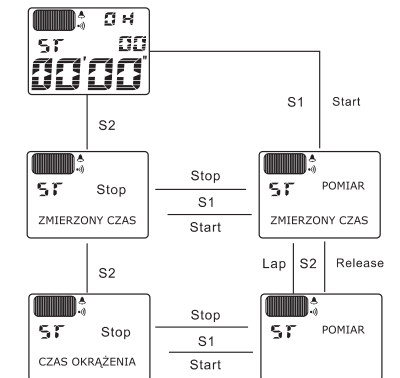 0H
ST 00
00'00"
S1 Start
S2
ST Stop
ZMIERZONY CZAS
Stop
S1
Start
ST POMIAR
ZMIERZONY CZAS
S2
Lap S2 Release
ST Stop
CZAS OKRĄŻENIA
Stop
S1
Start
ST POMIAR